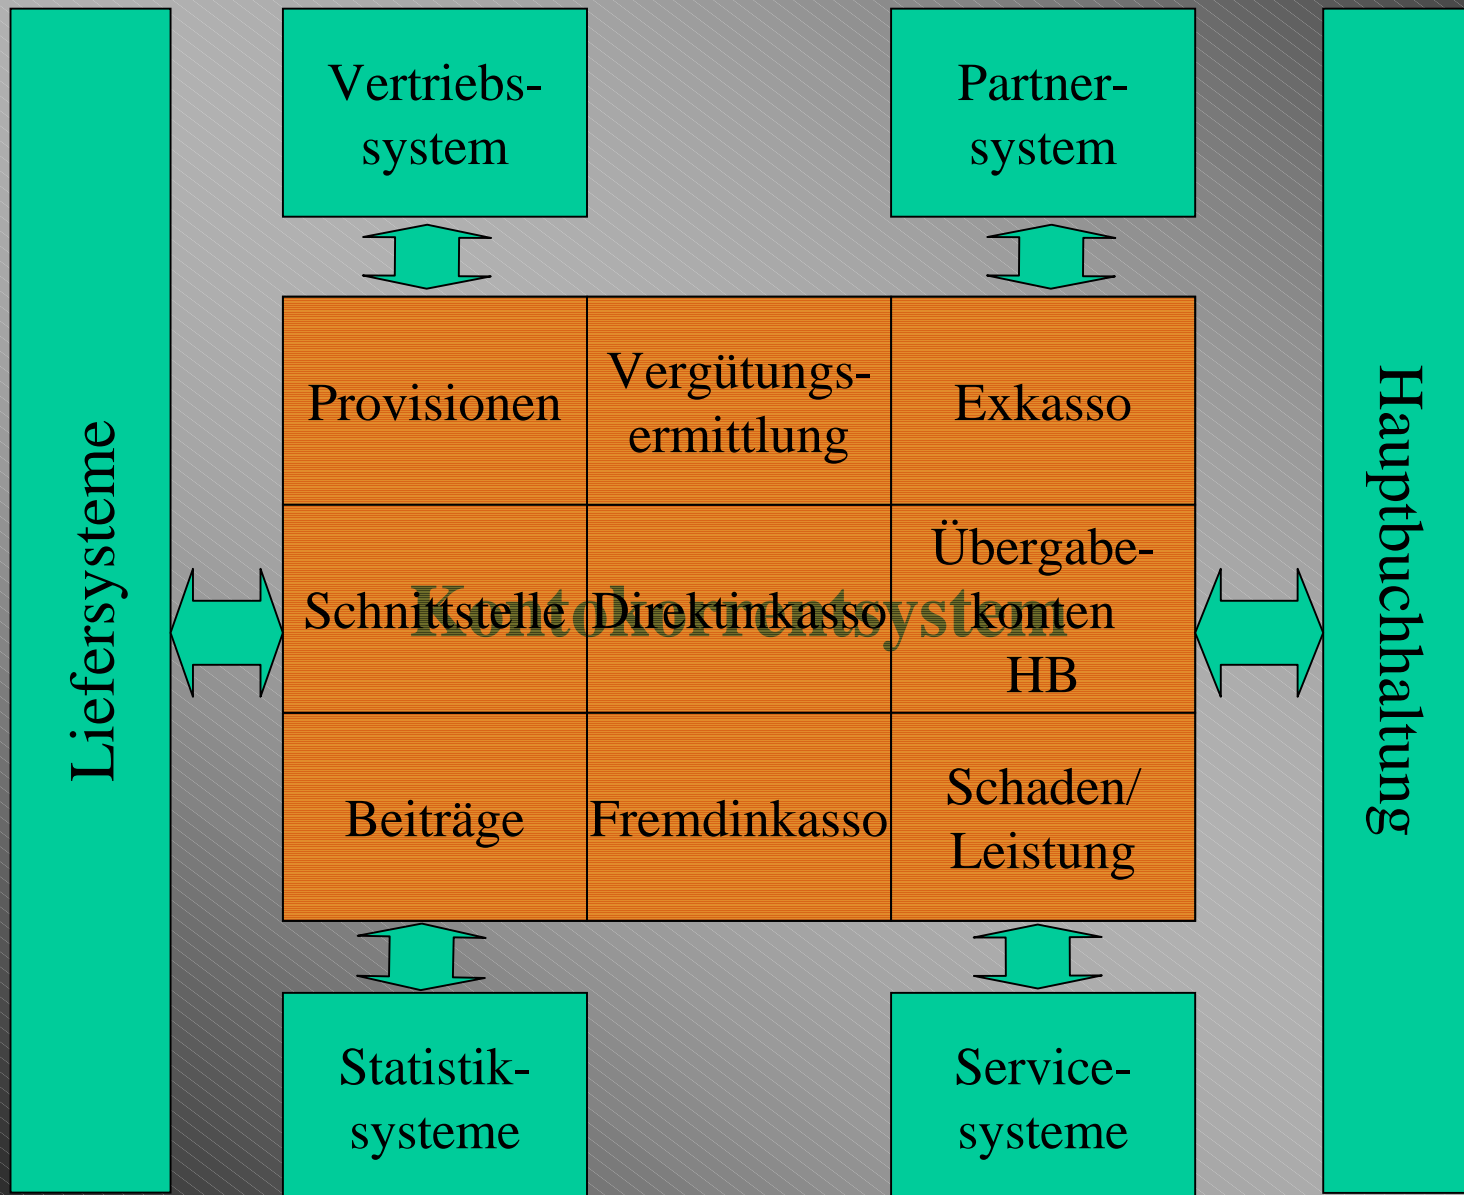 Vertriebs-
system
Partner-
system
Liefersysteme
Provisionen
Vergütungs-
ermittlung
Exkasso
Schnittstelle
Direktinkasso
Übergabe-
konten
HB
Kontokorrentsystem
Beiträge
Fremdinkasso
Schaden/
Leistung
Hauptbuchhaltung
Statistik-
systeme
Service-
systeme